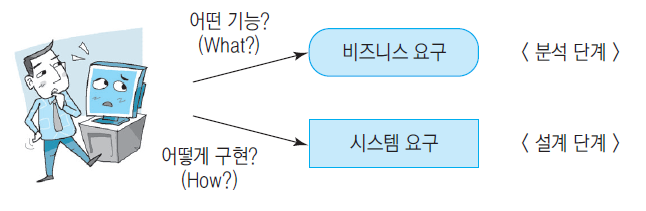 어떤 기능?
(What?)
비즈니스 요구
< 분석 단계 >
시스템 요구
< 설계 단계 >
어떻게 구현?
(How?)